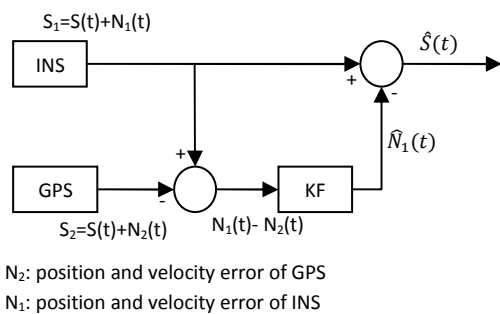 S₁=S(t)+N₁(t)
INS
Ŝ(t)
+
-
N̂₁(t)
+
GPS
-
KF
S₂=S(t)+N₂(t)
N₁(t)- N₂(t)
N₂: position and velocity error of GPS
N₁: position and velocity error of INS